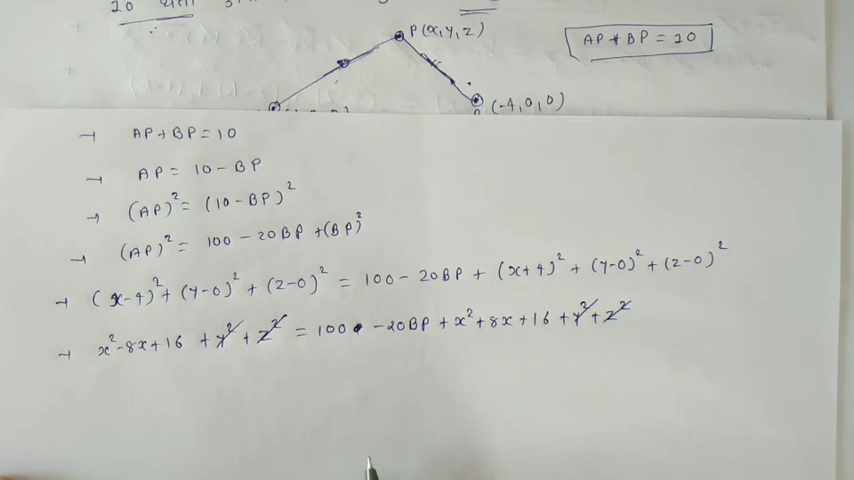 20
P(x,y,z)
AP + BP = 20
(-4,0,0)
→ AP + BP = 10
→ AP = 10 - BP
→ (AP)² = (10 - BP)²
→ (AP)² = 100 - 20BP + (BP)²
→ (x-4)² + (y-0)² + (z-0)² = 100 - 20BP + (x+4)² + (y-0)² + (z-0)²
→ x² - 8x + 16 + y² + z² = 100 - 20BP + x² + 8x + 16 + y² + z²